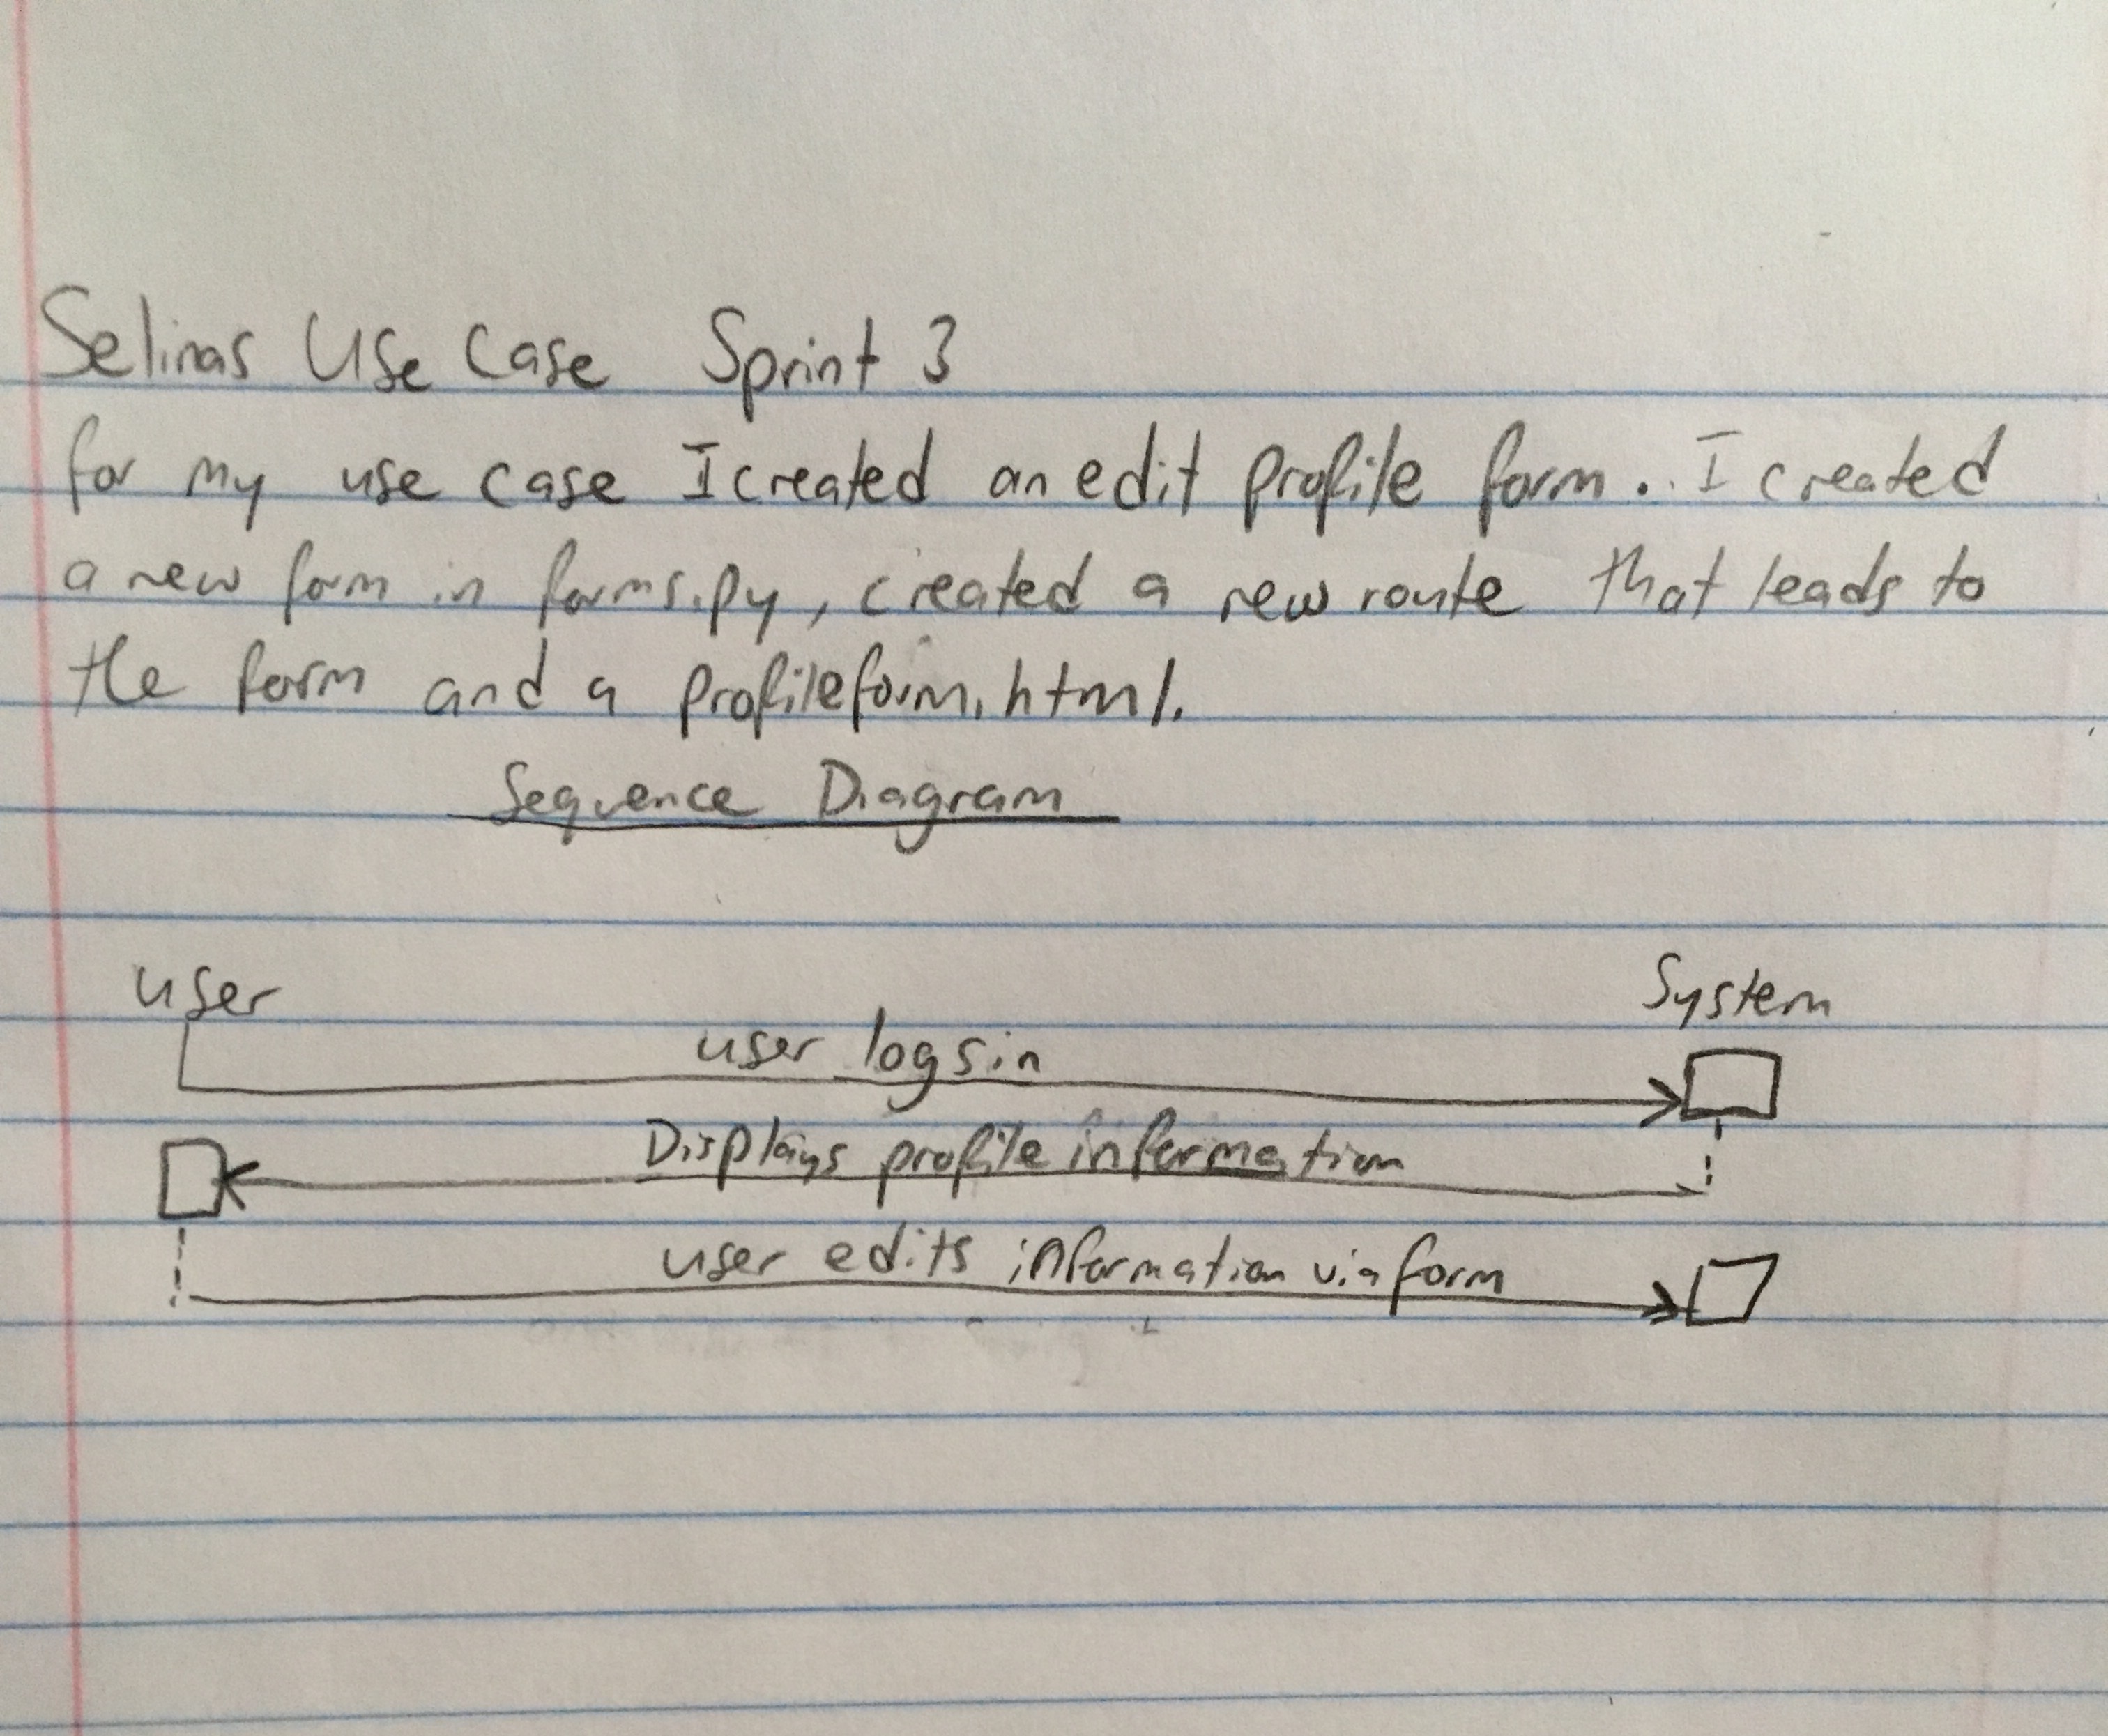 Selinas Use Case Sprint 3
for my use case I created an edit profile form. I created
a new form in forms.py, created a new route that leads to
the form and a profileform.html.
Sequence Diagram
user System
user logs in
Displays profile information
user edits information via form